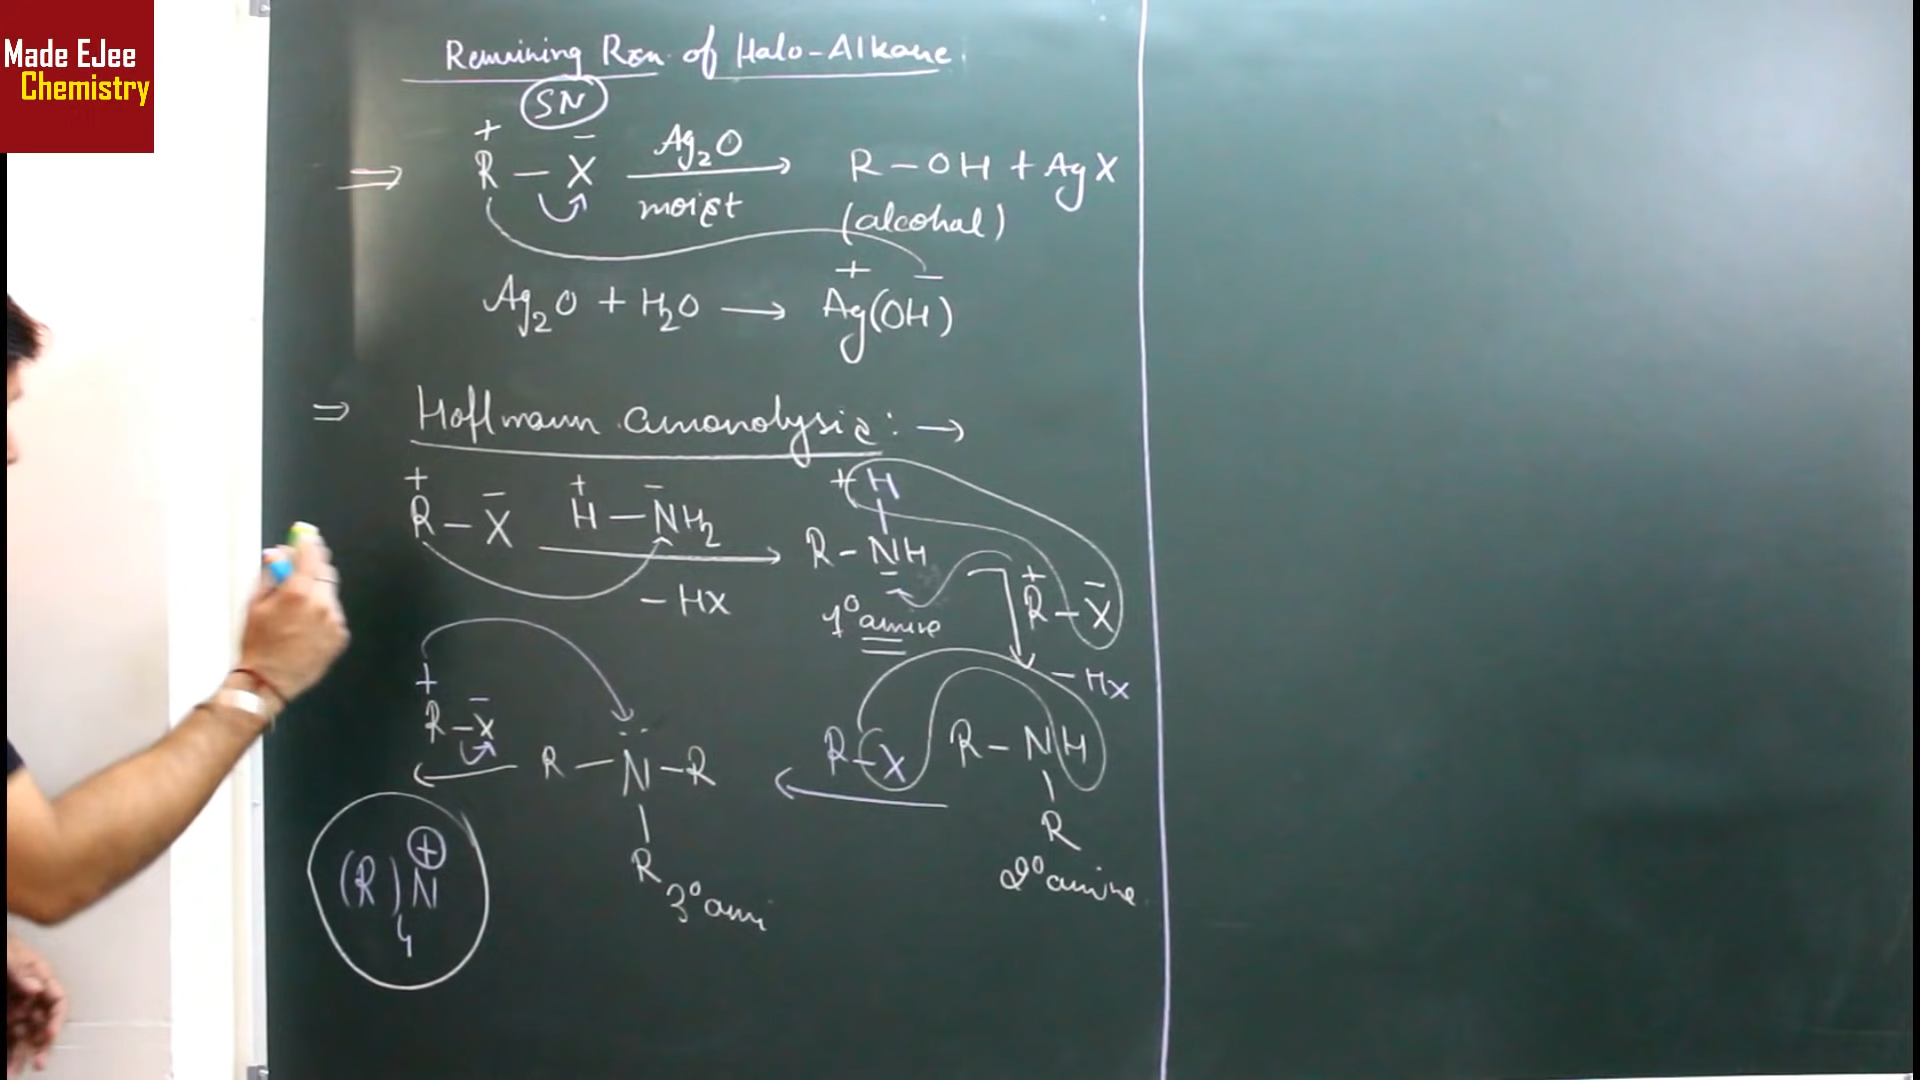 Made EJee
Chemistry
Remaining Rxn of Halo-Alkane
SN
+ −
R − X Ag2O moist R − OH + AgX
(alcohal)
+ −
Ag2O + H2O ⟶ Ag(OH)
⇒ Hoffmann amonolysis : →
+ − + −
R − X H − NH2 − HX
+ H
R − NH
1° amine
+ −
R − X
− HX
+ −
R − X
R − N − R
R
3° ami
R − X
R − NH
R
2° amine
(R)4 N ⊕